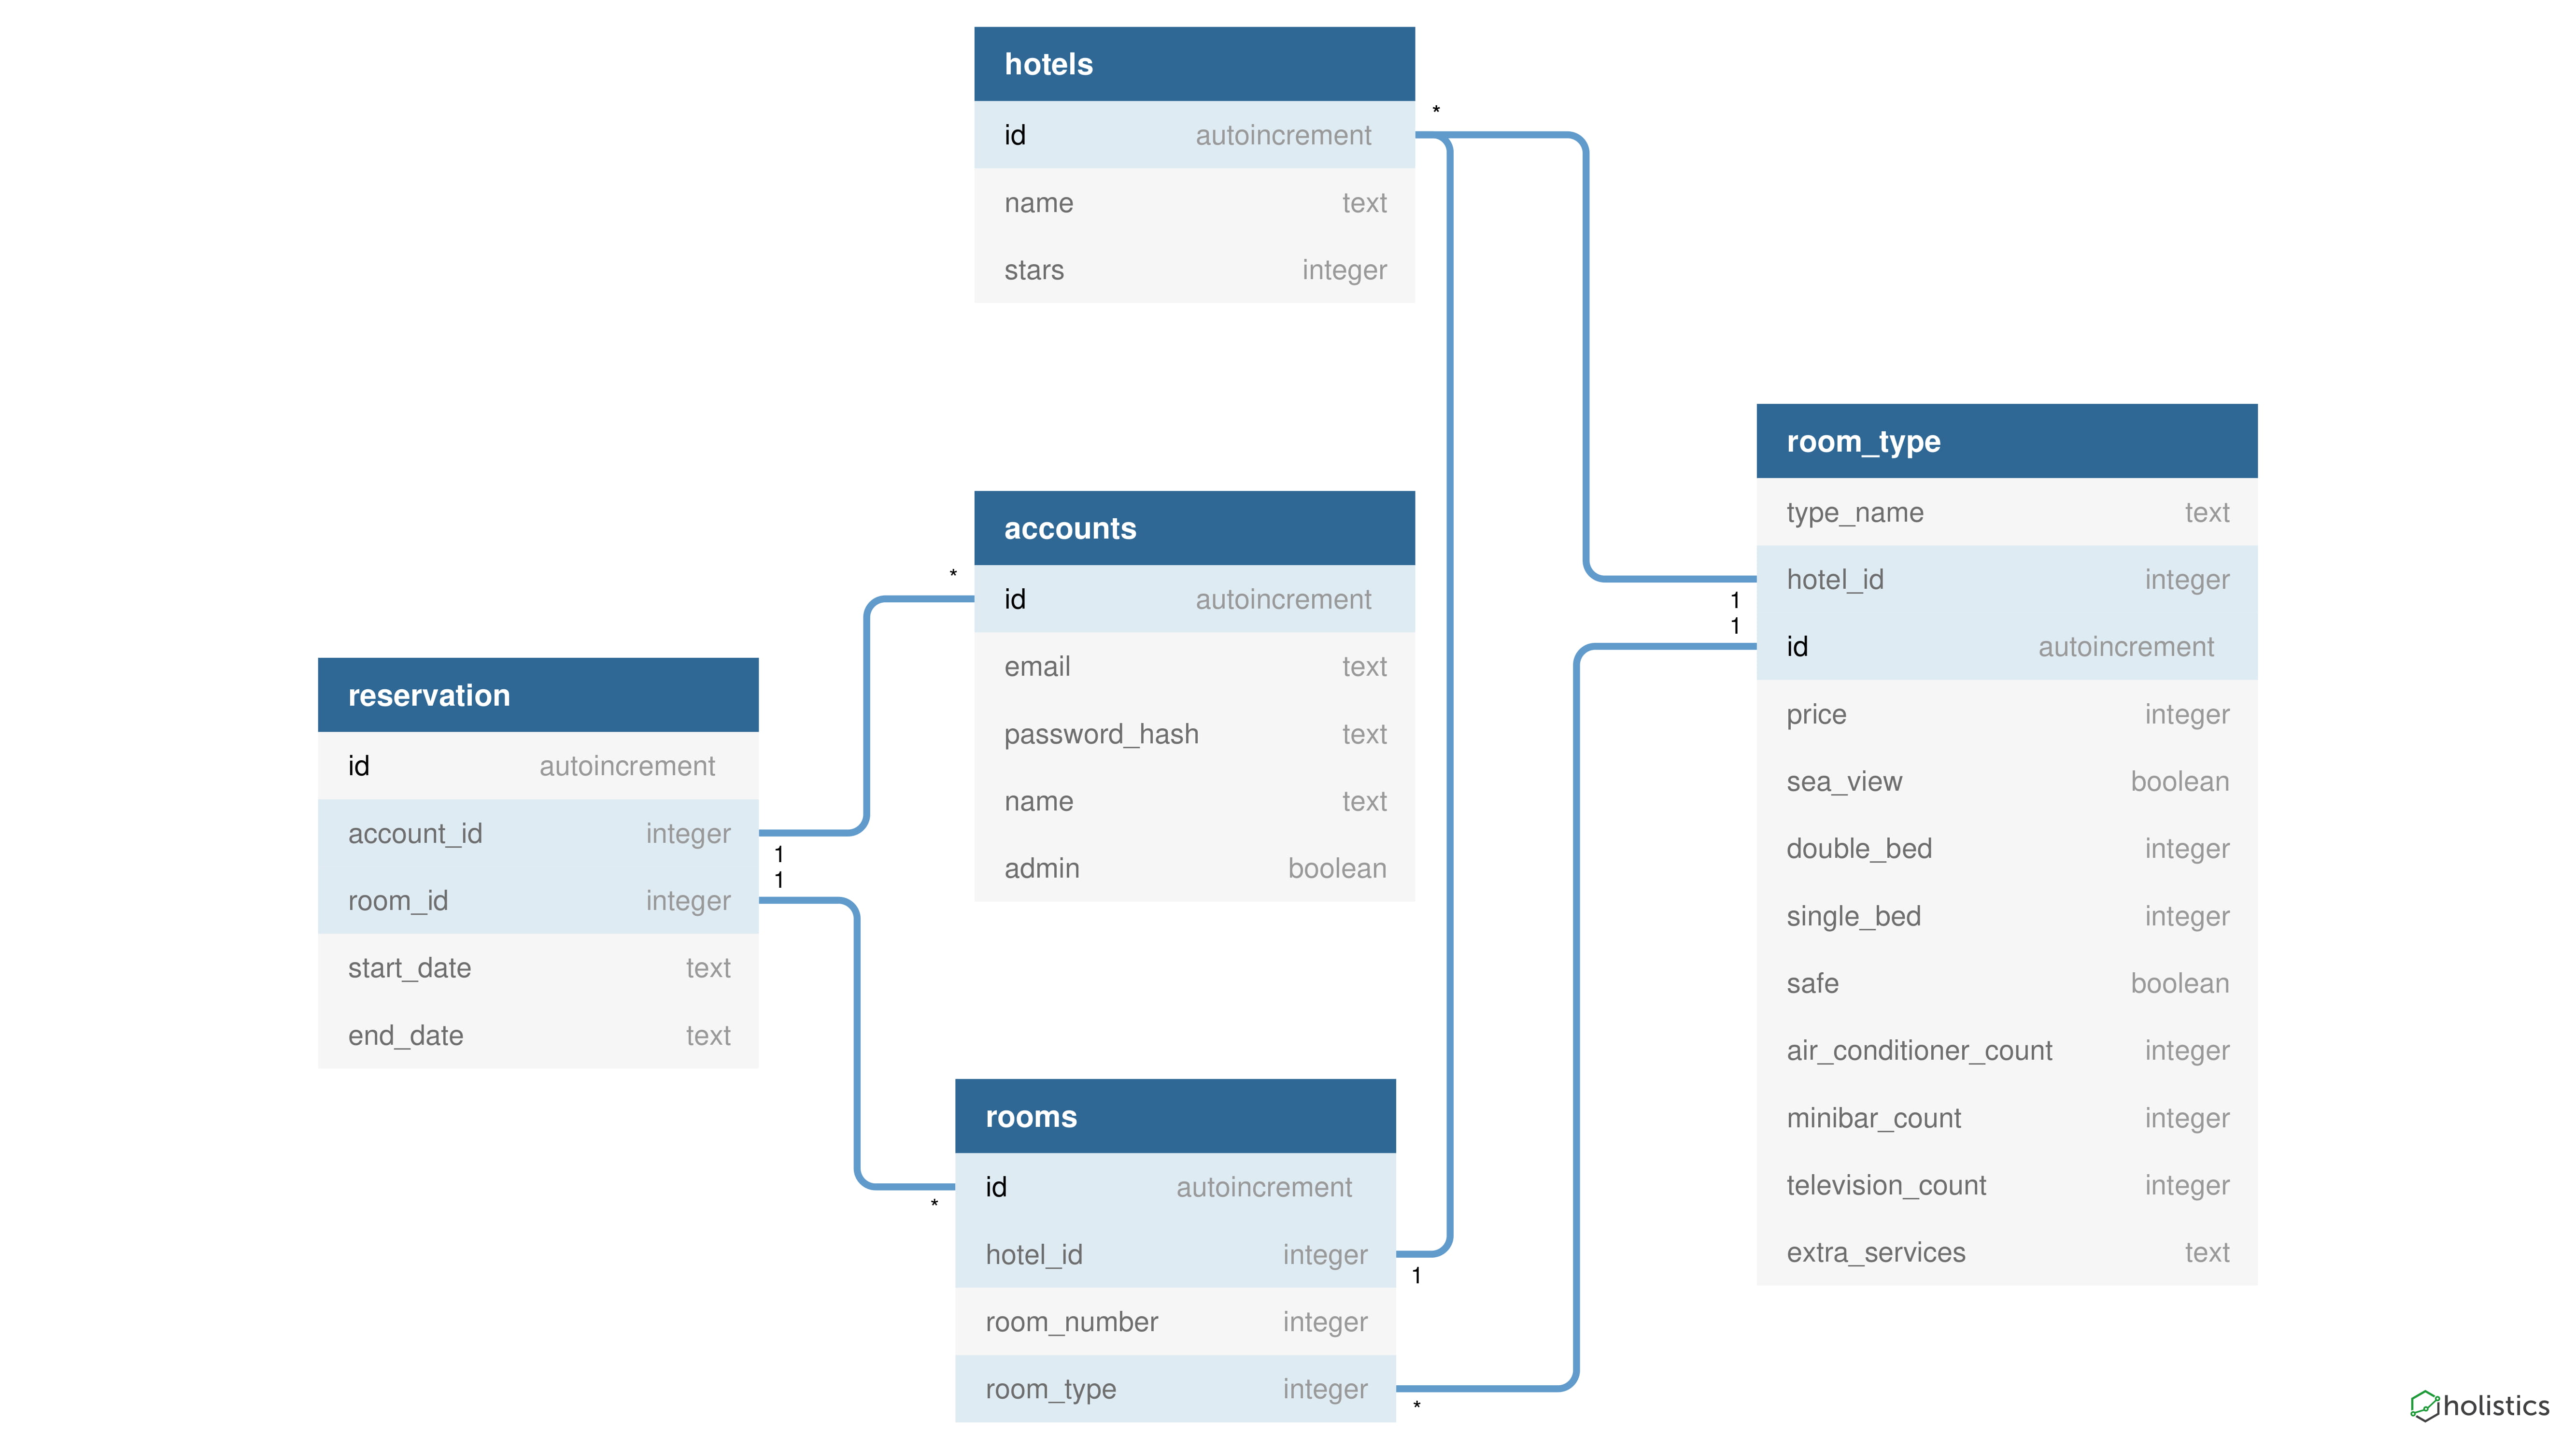 hotels
*
id autoincrement
name text
stars integer
room_type
type_name text
hotel_id integer
1
1
id autoincrement
price integer
sea_view boolean
double_bed integer
single_bed integer
safe boolean
air_conditioner_count integer
minibar_count integer
television_count integer
extra_services text
accounts
*
id autoincrement
email text
password_hash text
name text
admin boolean
reservation
id autoincrement
account_id integer
1
1
room_id integer
start_date text
end_date text
rooms
id autoincrement
*
hotel_id integer
1
room_number integer
room_type integer
*
holistics